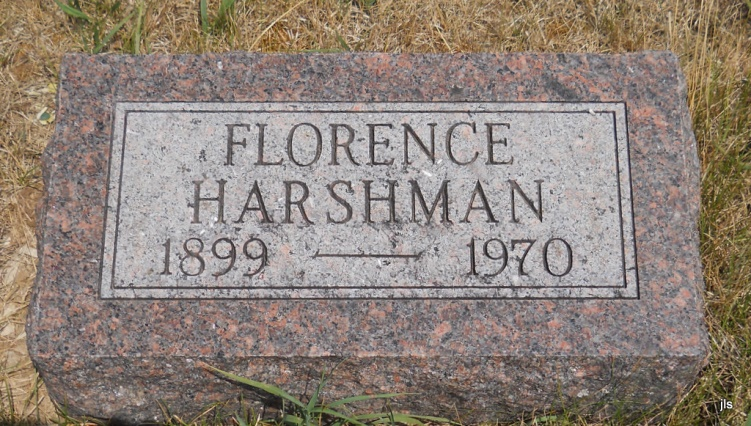 FLORENCE
HARSHMAN
1899 — 1970
jls